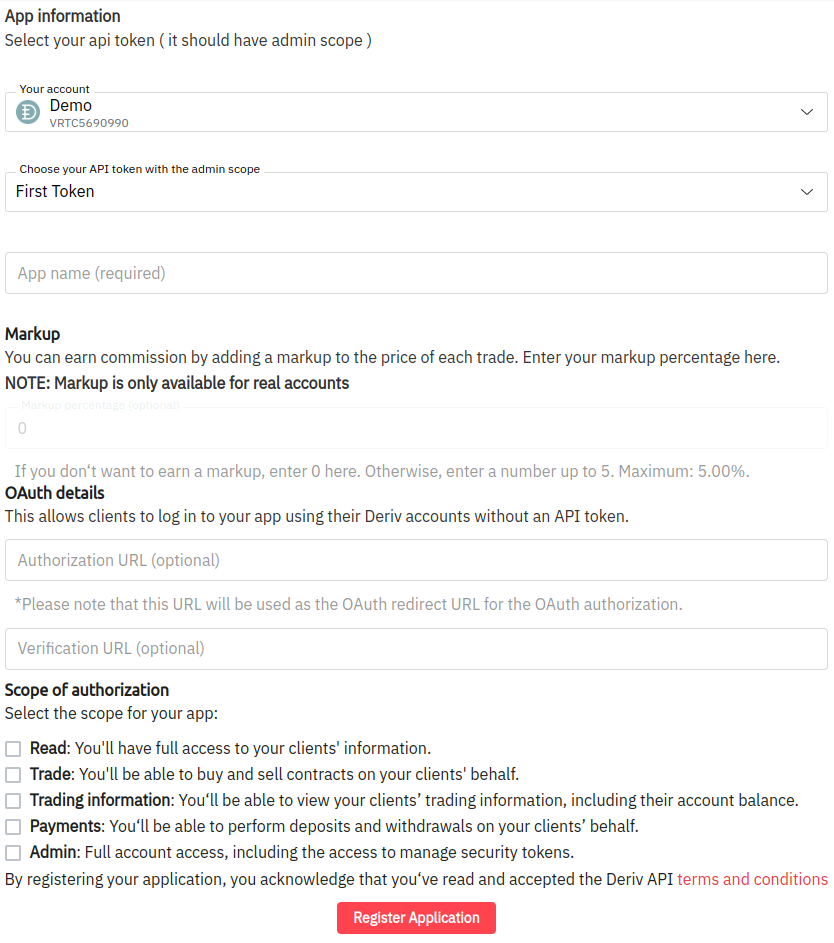 App information
Select your api token ( it should have admin scope )
Your account
Demo
VRTC5690990
Choose your API token with the admin scope
First Token
App name (required)
Markup
You can earn commission by adding a markup to the price of each trade. Enter your markup percentage here.
NOTE: Markup is only available for real accounts
Markup percentage (optional)
0
If you don‘t want to earn a markup, enter 0 here. Otherwise, enter a number up to 5. Maximum: 5.00%.
OAuth details
This allows clients to log in to your app using their Deriv accounts without an API token.
Authorization URL (optional)
*Please note that this URL will be used as the OAuth redirect URL for the OAuth authorization.
Verification URL (optional)
Scope of authorization
Select the scope for your app:
Read: You'll have full access to your clients' information.
Trade: You'll be able to buy and sell contracts on your clients' behalf.
Trading information: You‘ll be able to view your clients’ trading information, including their account balance.
Payments: You‘ll be able to perform deposits and withdrawals on your clients’ behalf.
Admin: Full account access, including the access to manage security tokens.
By registering your application, you acknowledge that you‘ve read and accepted the Deriv API terms and conditions
Register Application